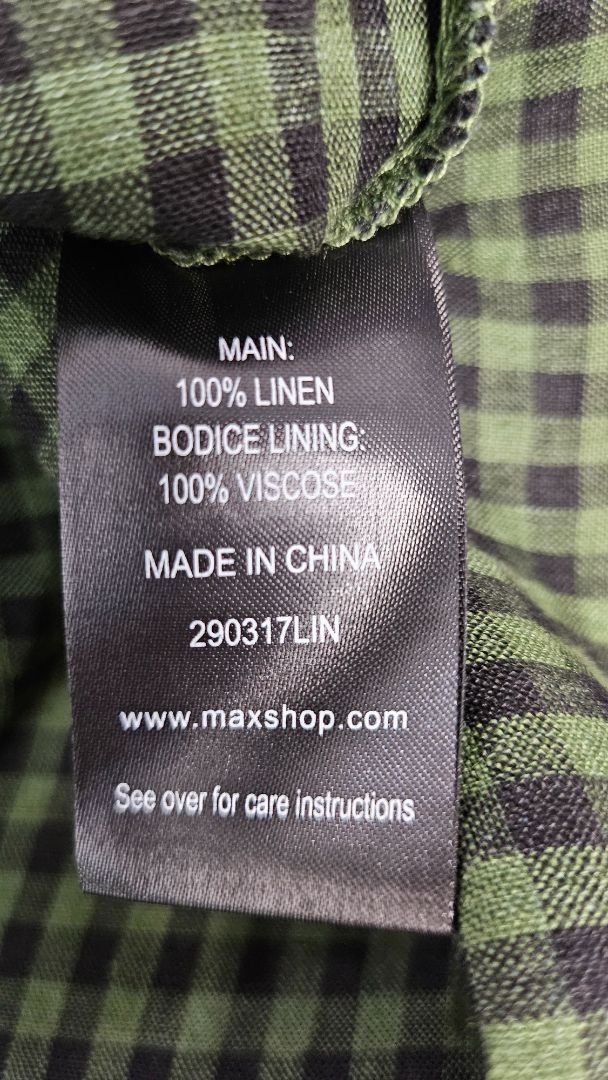 MAIN:
100% LINEN
BODICE LINING:
100% VISCOSE
MADE IN CHINA
290317LIN
www.maxshop.com
See over for care instructions